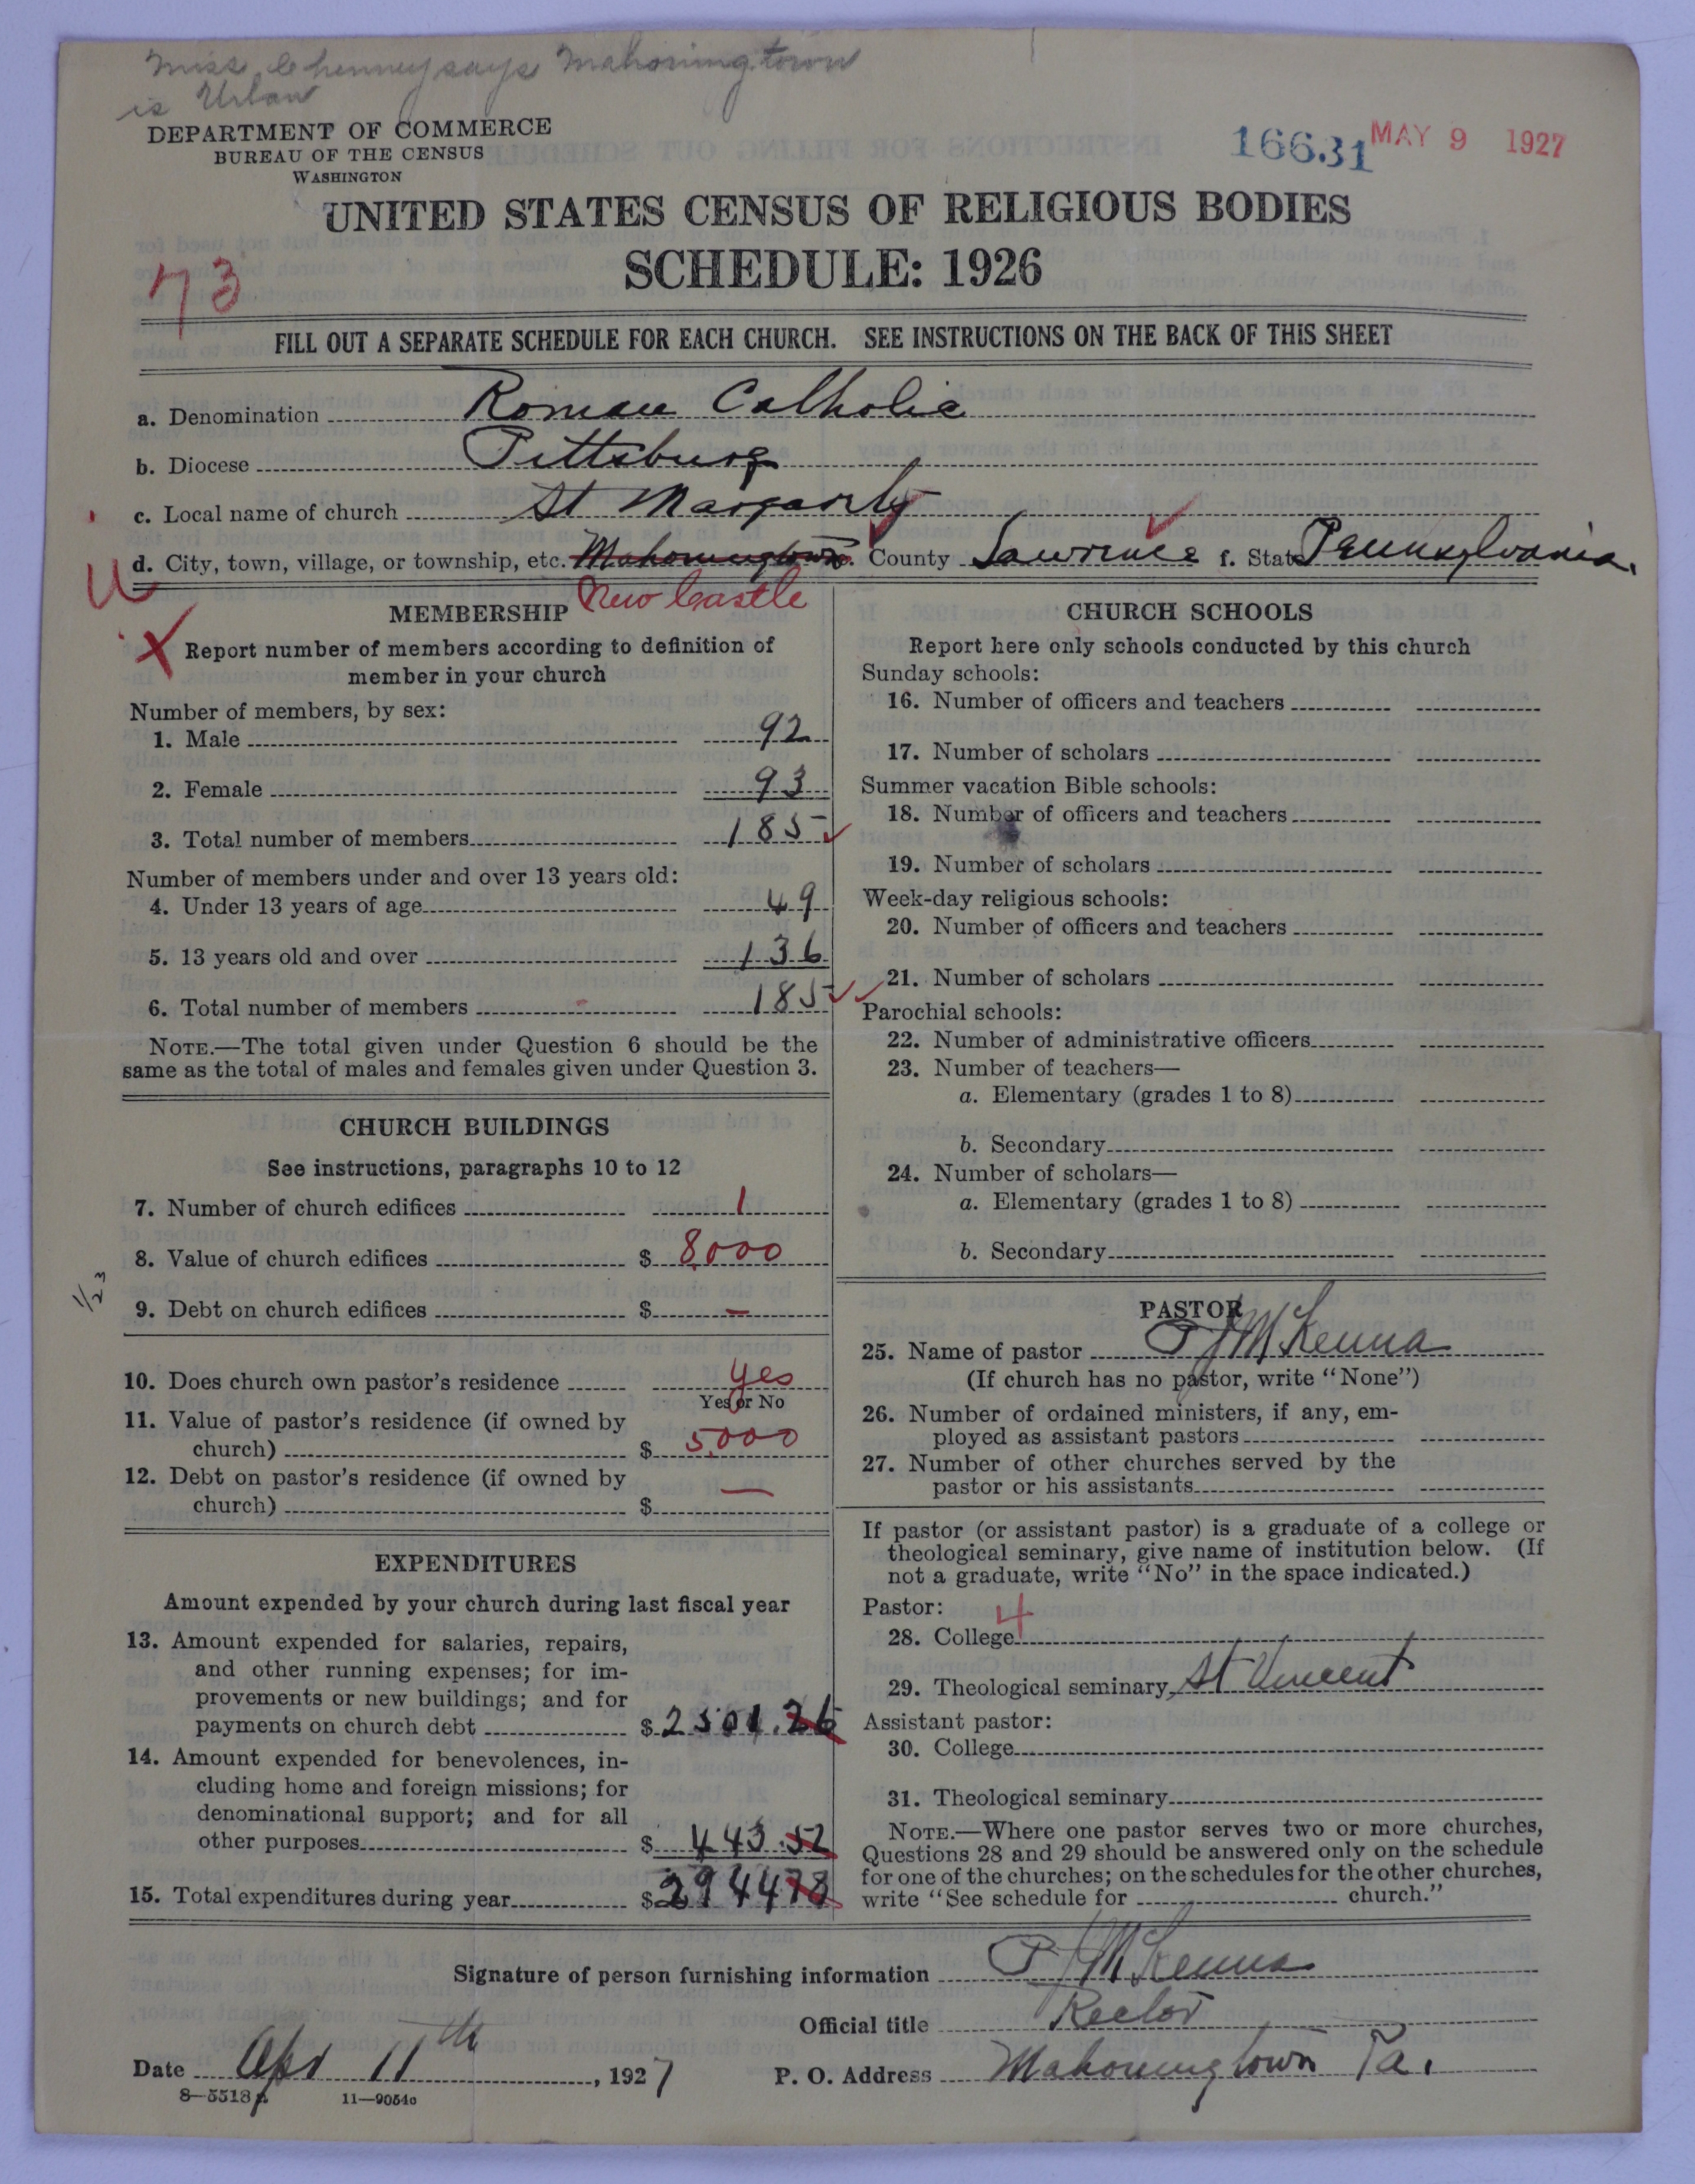 Miss Chenney says Mahoningtown
is Urban
DEPARTMENT OF COMMERCE
BUREAU OF THE CENSUS
WASHINGTON
16631 MAY 9 1927
UNITED STATES CENSUS OF RELIGIOUS BODIES
SCHEDULE: 1926
73
FILL OUT A SEPARATE SCHEDULE FOR EACH CHURCH. SEE INSTRUCTIONS ON THE BACK OF THIS SHEET
a. Denomination Roman Catholic
b. Diocese Pittsburg
c. Local name of church St Margarets
d. City, town, village, or township, etc. Mahoningtown County Lawrence f. State Pennsylvania.
New Castle
MEMBERSHIP
Report number of members according to definition of
member in your church
Number of members, by sex:
1. Male 92
2. Female 93
3. Total number of members 185
Number of members under and over 13 years old:
4. Under 13 years of age 49
5. 13 years old and over 136
6. Total number of members 185
NOTE.—The total given under Question 6 should be the
same as the total of males and females given under Question 3.
CHURCH BUILDINGS
See instructions, paragraphs 10 to 12
7. Number of church edifices 1
8. Value of church edifices $ 8,000
1/23
9. Debt on church edifices $ —
10. Does church own pastor's residence yes
Yes or No
11. Value of pastor's residence (if owned by
church) $ 5,000
12. Debt on pastor's residence (if owned by
church) $ —
EXPENDITURES
Amount expended by your church during last fiscal year
13. Amount expended for salaries, repairs,
and other running expenses; for im-
provements or new buildings; and for
payments on church debt $ 2501.26
14. Amount expended for benevolences, in-
cluding home and foreign missions; for
denominational support; and for all
other purposes $ 443.52
15. Total expenditures during year $ 294478
CHURCH SCHOOLS
Report here only schools conducted by this church
Sunday schools:
16. Number of officers and teachers
17. Number of scholars
Summer vacation Bible schools:
18. Number of officers and teachers
19. Number of scholars
Week-day religious schools:
20. Number of officers and teachers
21. Number of scholars
Parochial schools:
22. Number of administrative officers
23. Number of teachers—
a. Elementary (grades 1 to 8)
b. Secondary
24. Number of scholars—
a. Elementary (grades 1 to 8)
b. Secondary
PASTOR
25. Name of pastor P J McKenna
(If church has no pastor, write "None")
26. Number of ordained ministers, if any, em-
ployed as assistant pastors
27. Number of other churches served by the
pastor or his assistants
If pastor (or assistant pastor) is a graduate of a college or
theological seminary, give name of institution below. (If
not a graduate, write "No" in the space indicated.)
Pastor: 4
28. College
29. Theological seminary St Vincent
Assistant pastor:
30. College
31. Theological seminary
NOTE.—Where one pastor serves two or more churches,
Questions 28 and 29 should be answered only on the schedule
for one of the churches; on the schedules for the other churches,
write "See schedule for church."
Signature of person furnishing information P J McKenna
Official title Rector
Date Apr 11th, 1927 P. O. Address Mahoningtown Pa.
8—5518 11—9054c